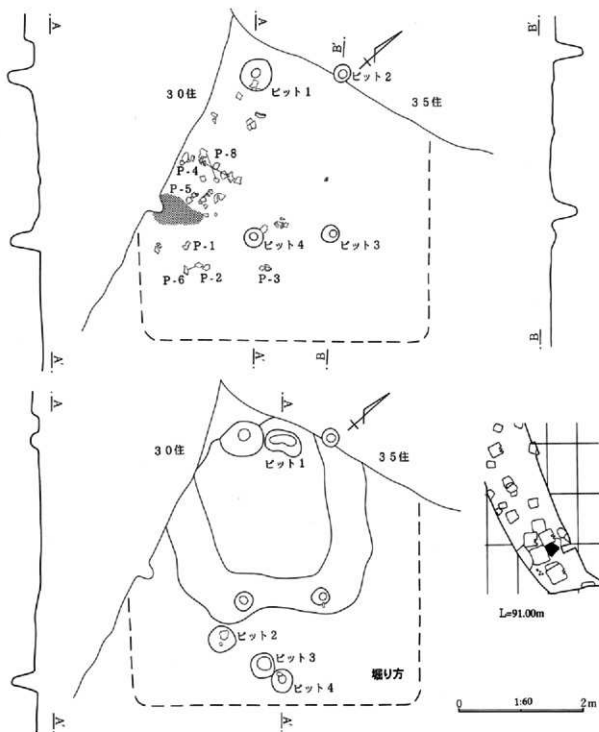 A
A'
A
B'
B'
ピット1
ピット2
30住
35住
P-8
P-4
P-5
P-1
ピット4
ピット3
P-6
P-2
P-3
B
A'
A'
B
A
A
30住
35住
ピット1
ピット2
ピット3
ピット4
掘り方
L=91.00m
0
1:60
2m
A'
A'